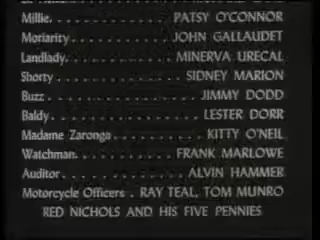 Millie. . . . . . . . . . . . . PATSY O'CONNOR
Moriarity . . . . . . . . . . . JOHN GALLAUDET
Landlady. . . . . . . . . . . . MINERVA URECAL
Shorty . . . . . . . . . . . . . SIDNEY MARION
Buzz . . . . . . . . . . . . . . . JIMMY DODD
Baldy. . . . . . . . . . . . . . . LESTER DORR
Madame Zaronga . . . . . . . . . . KITTY O'NEIL
Watchman. . . . . . . . . . . FRANK MARLOWE
Auditor . . . . . . . . . . . . . ALVIN HAMMER
Motorcycle Officers . RAY TEAL, TOM MUNRO
RED NICHOLS AND HIS FIVE PENNIES